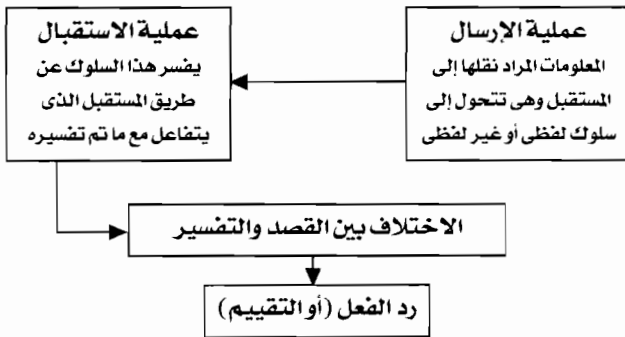 عملية الإرسال
المعلومات المراد نقلها إلى
المستقبل وهى تتحول إلى
سلوك لفظى أو غير لفظى
عملية الاستقبال
يفسر هذا السلوك عن
طريق المستقبل الذى
يتفاعل مع ما تم تفسيره
الاختلاف بين القصد والتفسير
رد الفعل (أو التقييم)